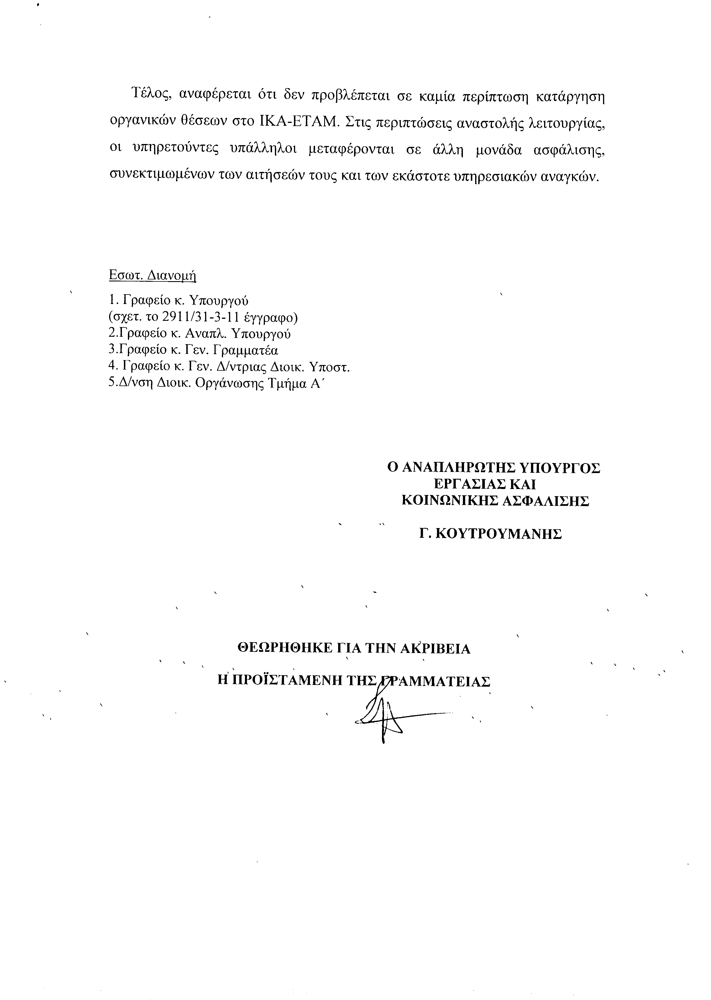 Τέλος, αναφέρεται ότι δεν προβλέπεται σε καμία περίπτωση κατάργηση
οργανικών θέσεων στο ΙΚΑ-ΕΤΑΜ. Στις περιπτώσεις αναστολής λειτουργίας,
οι υπηρετούντες υπάλληλοι μεταφέρονται σε άλλη μονάδα ασφάλισης,
συνεκτιμωμένων των αιτήσεών τους και των εκάστοτε υπηρεσιακών αναγκών.
Εσωτ. Διανομή
1. Γραφείο κ. Υπουργού
(σχετ. το 2911/31-3-11 έγγραφο)
2.Γραφείο κ. Αναπλ. Υπουργού
3.Γραφείο κ. Γεν. Γραμματέα
4. Γραφείο κ. Γεν. Δ/ντριας Διοικ. Υποστ.
5.Δ/νση Διοικ. Οργάνωσης Τμήμα Α΄
Ο ΑΝΑΠΛΗΡΩΤΗΣ ΥΠΟΥΡΓΟΣ
ΕΡΓΑΣΙΑΣ ΚΑΙ
ΚΟΙΝΩΝΙΚΗΣ ΑΣΦΑΛΙΣΗΣ
Γ. ΚΟΥΤΡΟΥΜΑΝΗΣ
ΘΕΩΡΗΘΗΚΕ ΓΙΑ ΤΗΝ ΑΚΡΙΒΕΙΑ
Η ΠΡΟΪΣΤΑΜΕΝΗ ΤΗΣ ΓΡΑΜΜΑΤΕΙΑΣ